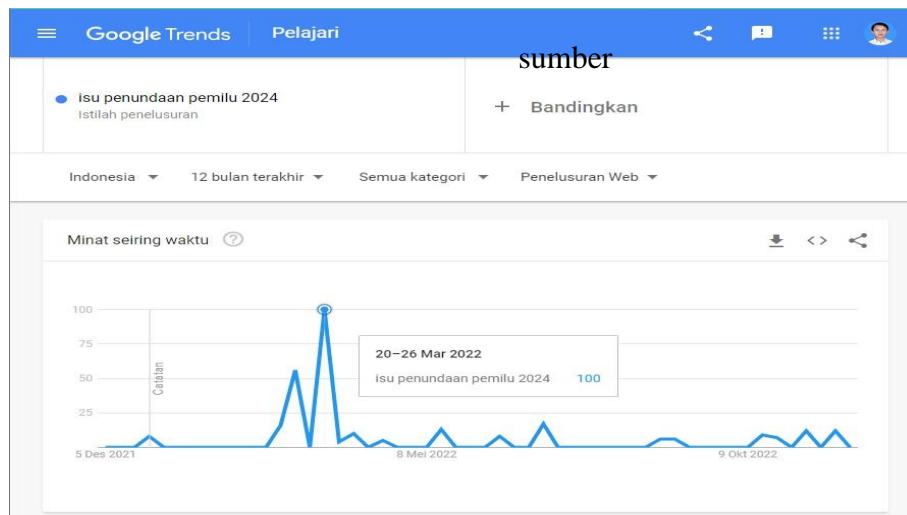 Google Trends Pelajari
sumber
isu penundaan pemilu 2024
Istilah penelusuran
+ Bandingkan
Indonesia 12 bulan terakhir Semua kategori Penelusuran Web
Minat seiring waktu
100
75
50
25
Catatan
20–26 Mar 2022
isu penundaan pemilu 2024 100
5 Des 2021 8 Mei 2022 9 Okt 2022